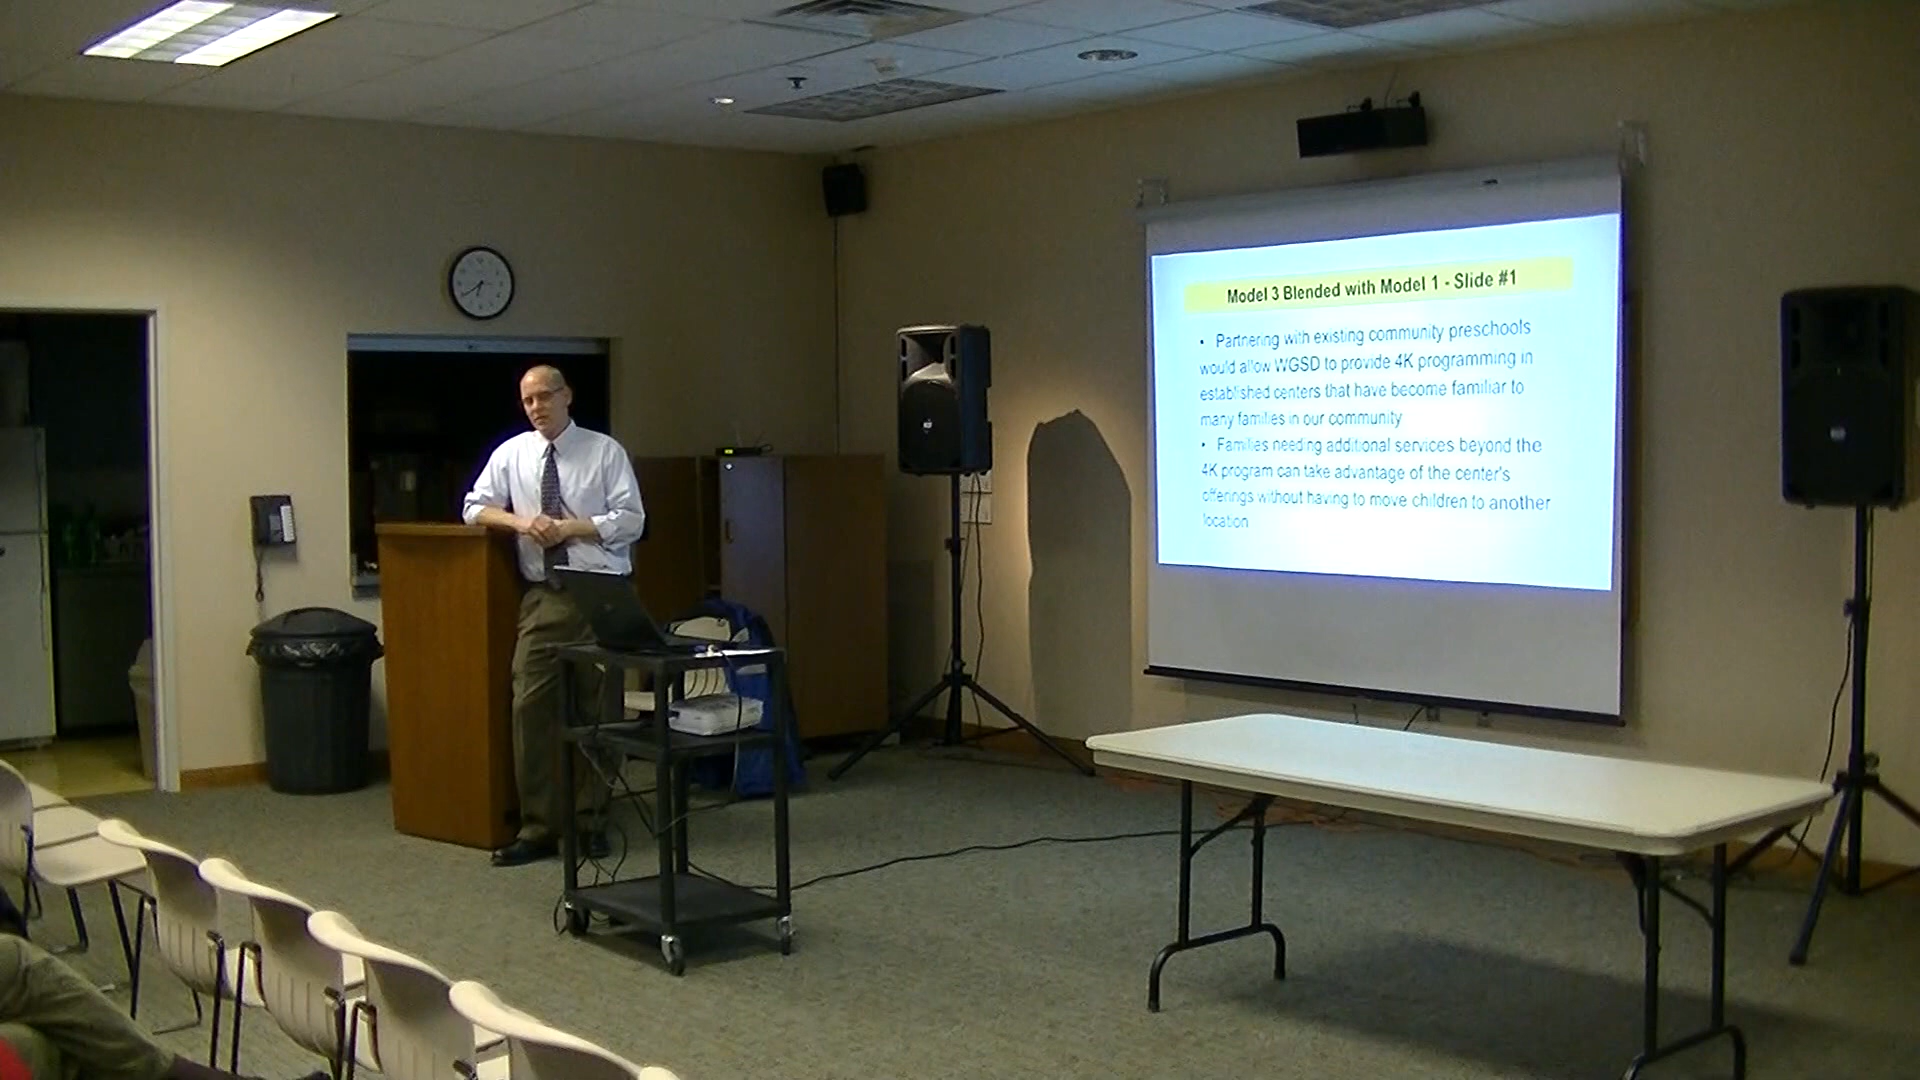 Model 3 Blended with Model 1 - Slide #1
• Partnering with existing community preschools
would allow WGSD to provide 4K programming in
established centers that have become familiar to
many families in our community
• Families needing additional services beyond the
4K program can take advantage of the center's
offerings without having to move children to another
location